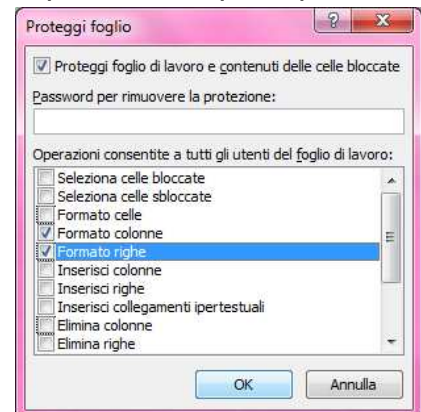 Proteggi foglio
Proteggi foglio di lavoro e contenuti delle celle bloccate
Password per rimuovere la protezione:
Operazioni consentite a tutti gli utenti del foglio di lavoro:
Seleziona celle bloccate
Seleziona celle sbloccate
Formato celle
Formato colonne
Formato righe
Inserisci colonne
Inserisci righe
Inserisci collegamenti ipertestuali
Elimina colonne
Elimina righe
OK Annulla